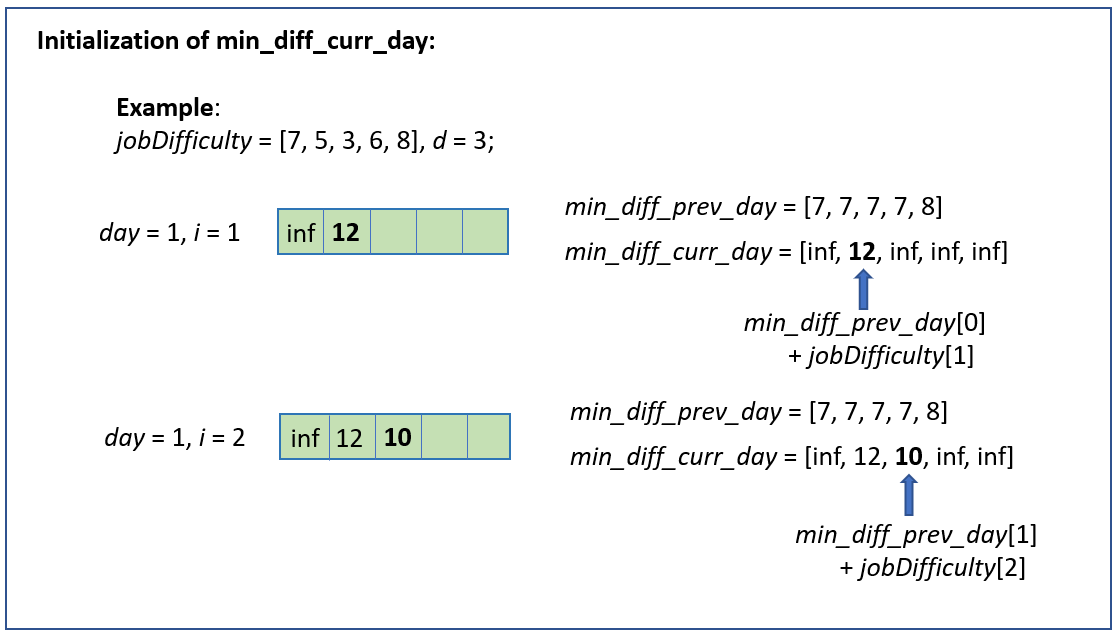 Initialization of min_diff_curr_day:
Example:
jobDifficulty = [7, 5, 3, 6, 8], d = 3;
day = 1, i = 1
inf 12
min_diff_prev_day = [7, 7, 7, 7, 8]
min_diff_curr_day = [inf, 12, inf, inf, inf]
min_diff_prev_day[0]
+ jobDifficulty[1]
day = 1, i = 2
inf 12 10
min_diff_prev_day = [7, 7, 7, 7, 8]
min_diff_curr_day = [inf, 12, 10, inf, inf]
min_diff_prev_day[1]
+ jobDifficulty[2]